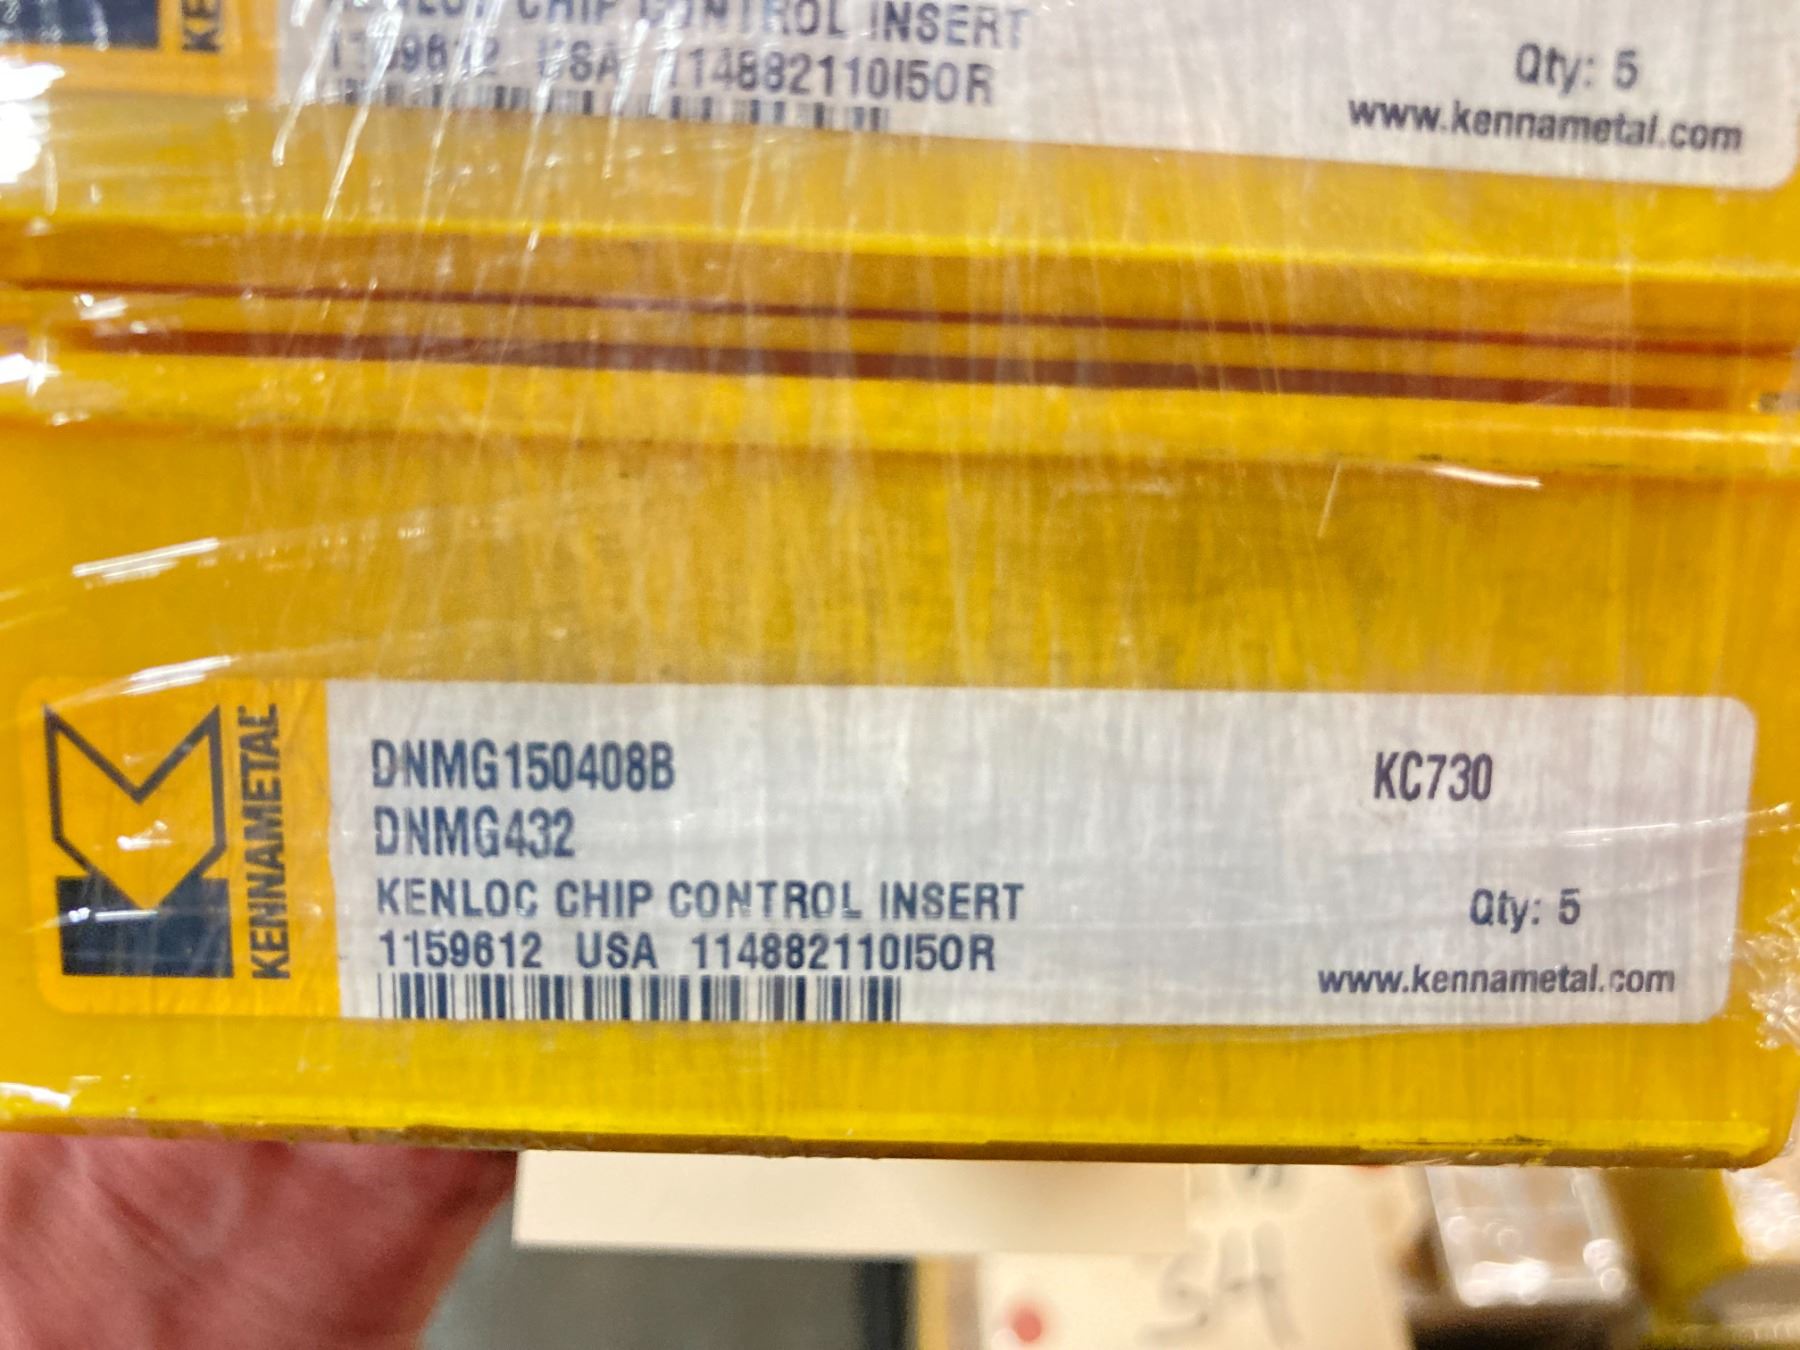 CHIP CONTROL INSERT
USA 114882110I50R
Qty: 5
www.kennametal.com
KENNAMETAL
DNMG150408B
KC730
DNMG432
KENLOC CHIP CONTROL INSERT
Qty: 5
1159612 USA 114882110I50R
www.kennametal.com